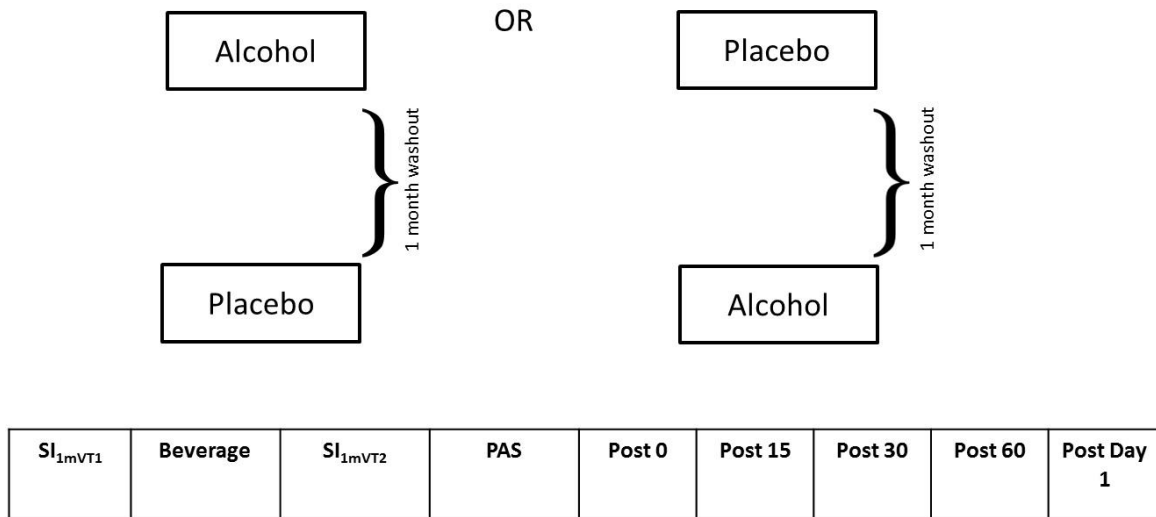 OR
Alcohol
Placebo
1 month washout
1 month washout
Placebo
Alcohol
SI1mVT1 Beverage SI1mVT2 PAS Post 0 Post 15 Post 30 Post 60 Post Day
1